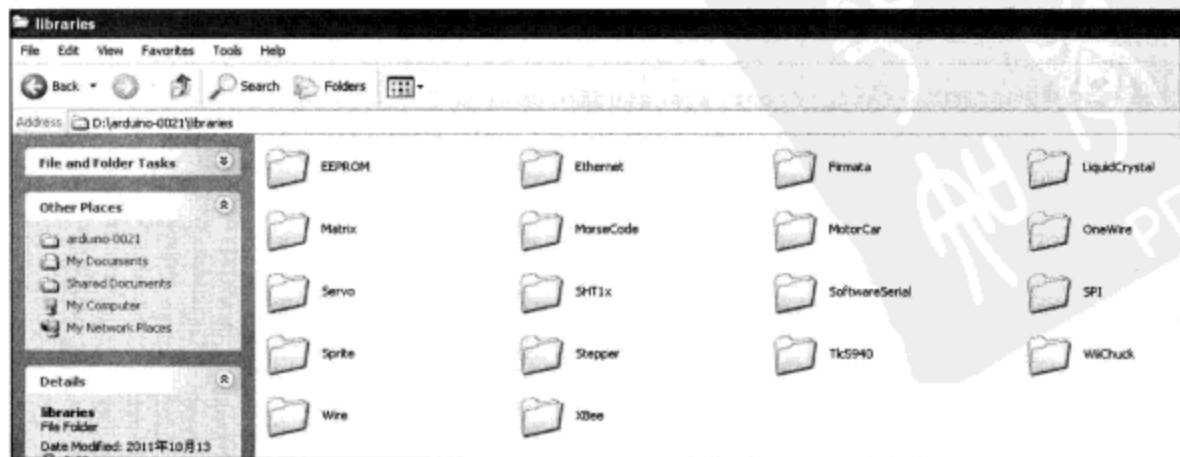 libraries
File Edit View Favorites Tools Help
Back Search Folders
Address D:\arduino-0021\libraries
File and Folder Tasks
Other Places
arduino-0021
My Documents
Shared Documents
My Computer
My Network Places
Details
libraries
File Folder
Date Modified: 2011年10月13
EEPROM Ethernet Firmata LiquidCrystal
Matrix MorseCode MotorCar OneWire
Servo SHT1x SoftwareSerial SPI
Sprite Stepper Tlc5940 WiiChuck
Wire XBee